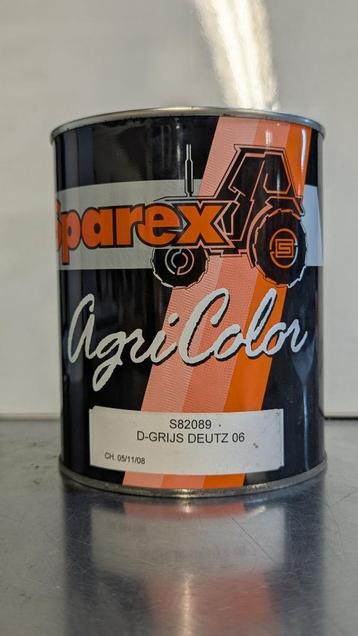 Sparex
AgriColor
S82089
D-GRIJS DEUTZ 06
CH. 05/11/08